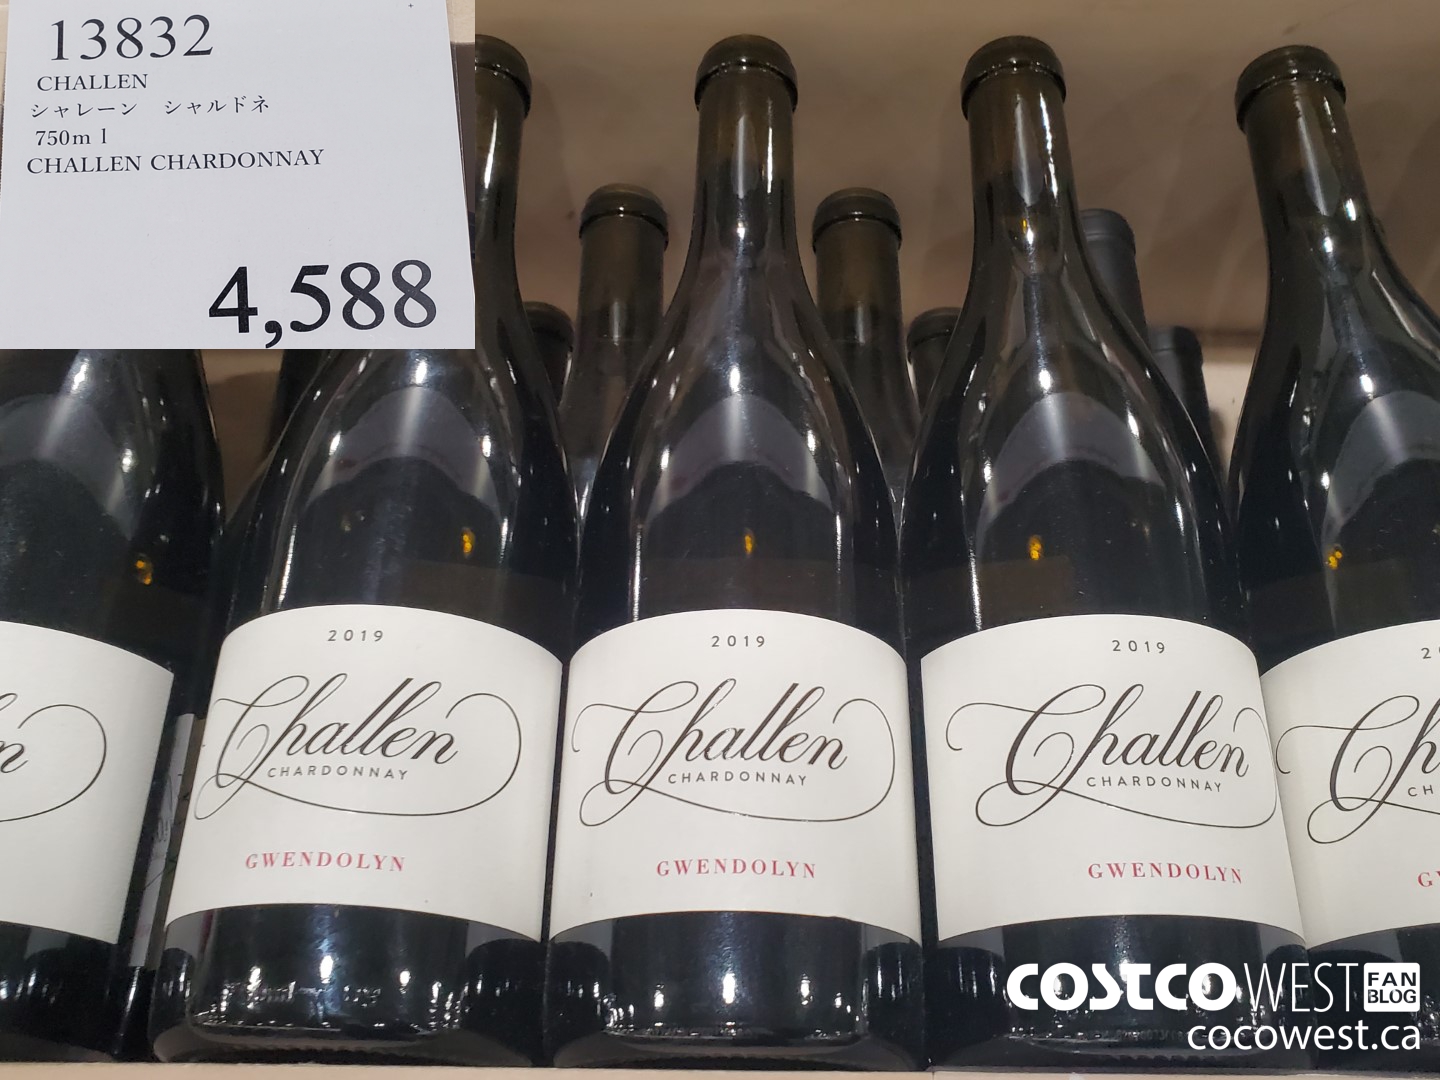 13832
CHALLEN
シャレーン シャルドネ
750m l
CHALLEN CHARDONNAY
4,588
2019
Challen
CHARDONNAY
GWENDOLYN
2019
Challen
CHARDONNAY
GWENDOLYN
2019
Challen
CHARDONNAY
GWENDOLYN
COSTCO WEST FAN BLOG
cocowest.ca